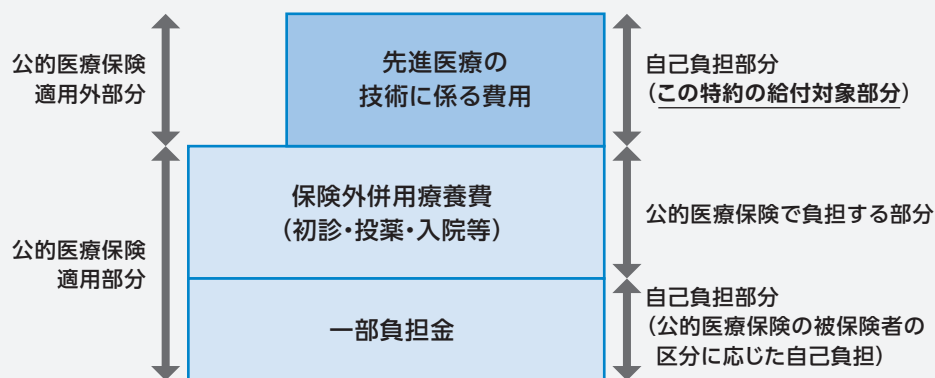 公的医療保険
適用外部分
先進医療の
技術に係る費用
自己負担部分
（この特約の給付対象部分）
公的医療保険
適用部分
保険外併用療養費
（初診・投薬・入院等）
公的医療保険で負担する部分
一部負担金
自己負担部分
（公的医療保険の被保険者の
区分に応じた自己負担）